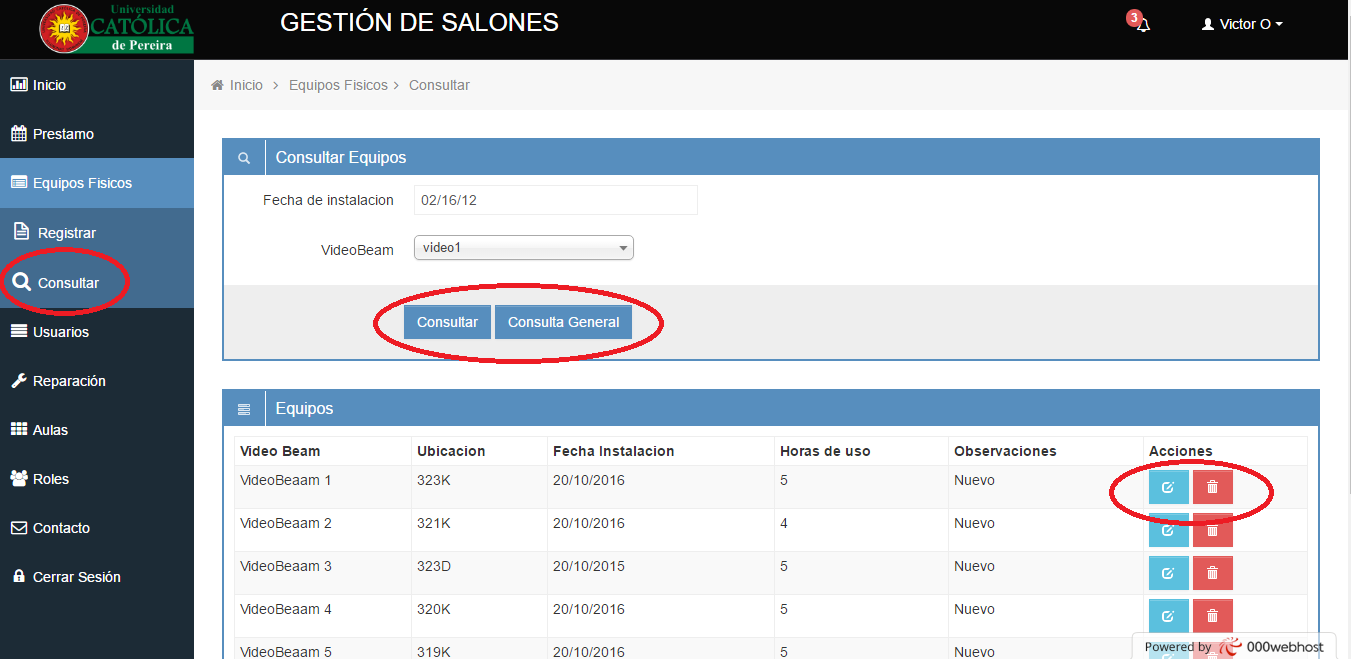 Universidad
CATÓLICA
de Pereira
GESTIÓN DE SALONES
3
Victor O
Inicio
Prestamo
Equipos Fisicos
Registrar
Consultar
Usuarios
Reparación
Aulas
Roles
Contacto
Cerrar Sesión
Inicio > Equipos Fisicos > Consultar
Consultar Equipos
Fecha de instalacion 02/16/12
VideoBeam video1
Consultar Consulta General
Equipos
Video Beam Ubicacion Fecha Instalacion Horas de uso Observaciones Acciones
VideoBeaam 1 323K 20/10/2016 5 Nuevo
VideoBeaam 2 321K 20/10/2016 4 Nuevo
VideoBeaam 3 323D 20/10/2015 5 Nuevo
VideoBeaam 4 320K 20/10/2016 5 Nuevo
VideoBeaam 5 319K 20/10/2016 5 Nuevo
Powered by 000webhost